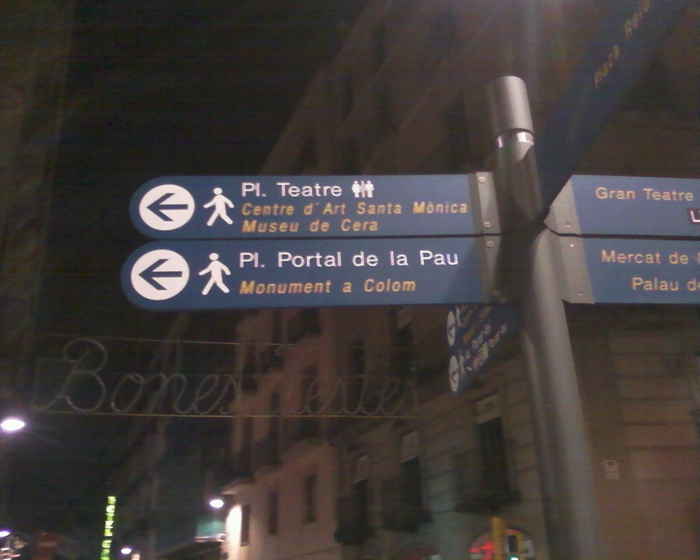 Pl. Teatre
Centre d'Art Santa Mònica
Museu de Cera
Pl. Portal de la Pau
Monument a Colom
Plaça
Gran Teatre
L
Mercat de
Palau de
Bones Festes